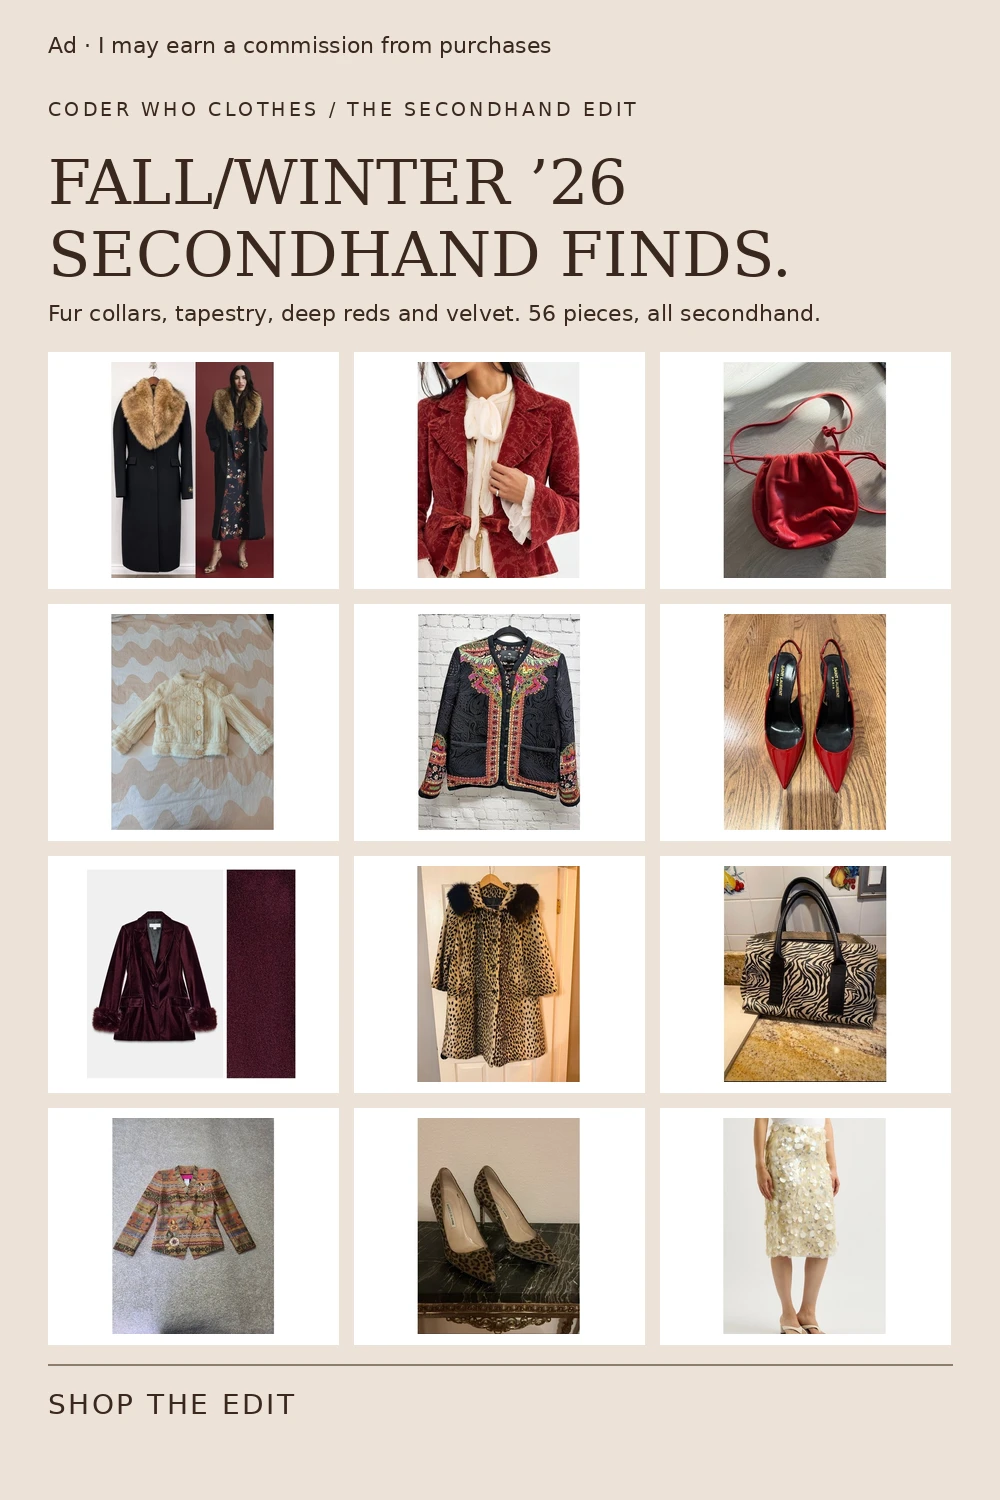 Ad · I may earn a commission from purchases
CODER WHO CLOTHES / THE SECONDHAND EDIT
FALL/WINTER ’26
SECONDHAND FINDS.
Fur collars, tapestry, deep reds and velvet. 56 pieces, all secondhand.
SHOP THE EDIT